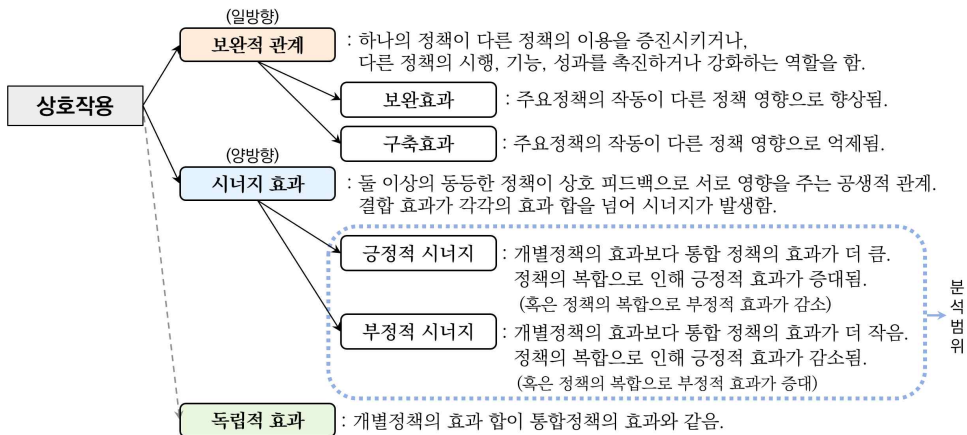 (일방향)
보완적 관계 : 하나의 정책이 다른 정책의 이용을 증진시키거나,
다른 정책의 시행, 기능, 성과를 촉진하거나 강화하는 역할을 함.
보완효과 : 주요정책의 작동이 다른 정책 영향으로 향상됨.
상호작용
구축효과 : 주요정책의 작동이 다른 정책 영향으로 억제됨.
(양방향)
시너지 효과 : 둘 이상의 동등한 정책이 상호 피드백으로 서로 영향을 주는 공생적 관계.
결합 효과가 각각의 효과 합을 넘어 시너지가 발생함.
긍정적 시너지 : 개별정책의 효과보다 통합 정책의 효과가 더 큼.
정책의 복합으로 인해 긍정적 효과가 증대됨.
(혹은 정책의 복합으로 부정적 효과가 감소)
부정적 시너지 : 개별정책의 효과보다 통합 정책의 효과가 더 작음.
정책의 복합으로 인해 긍정적 효과가 감소됨.
(혹은 정책의 복합으로 부정적 효과가 증대)
분석범위
독립적 효과 : 개별정책의 효과 합이 통합정책의 효과와 같음.